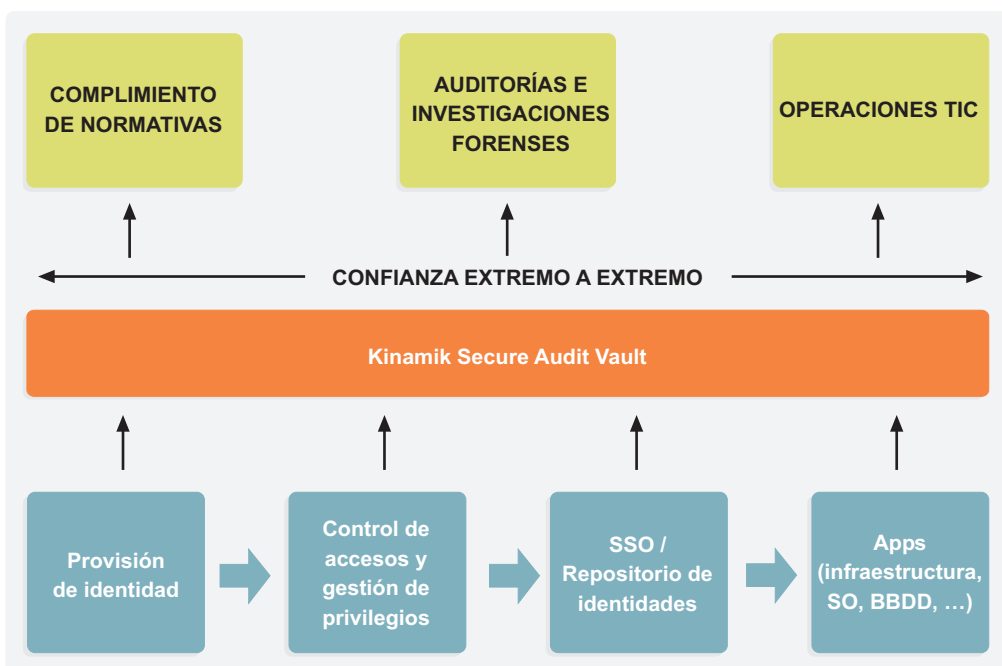 COMPLIMIENTO
DE NORMATIVAS
AUDITORÍAS E
INVESTIGACIONES
FORENSES
OPERACIONES TIC
CONFIANZA EXTREMO A EXTREMO
Kinamik Secure Audit Vault
Provisión
de identidad
Control de
accesos y
gestión de
privilegios
SSO /
Repositorio de
identidades
Apps
(infraestructura,
SO, BBDD, …)